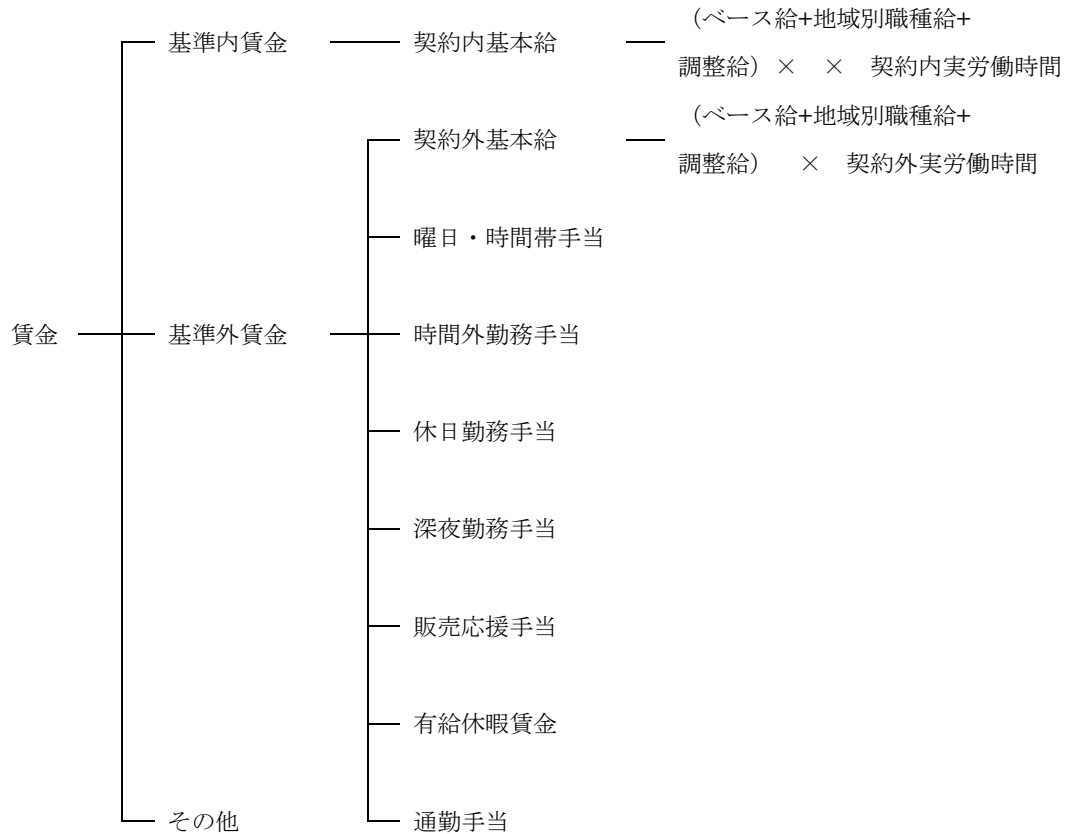 （ベース給+地域別職種給+
基準内賃金
契約内基本給
調整給）×　×　契約内実労働時間
（ベース給+地域別職種給+
契約外基本給
調整給）　×　契約外実労働時間
曜日・時間帯手当
賃金
基準外賃金
時間外勤務手当
休日勤務手当
深夜勤務手当
販売応援手当
有給休暇賃金
その他
通勤手当